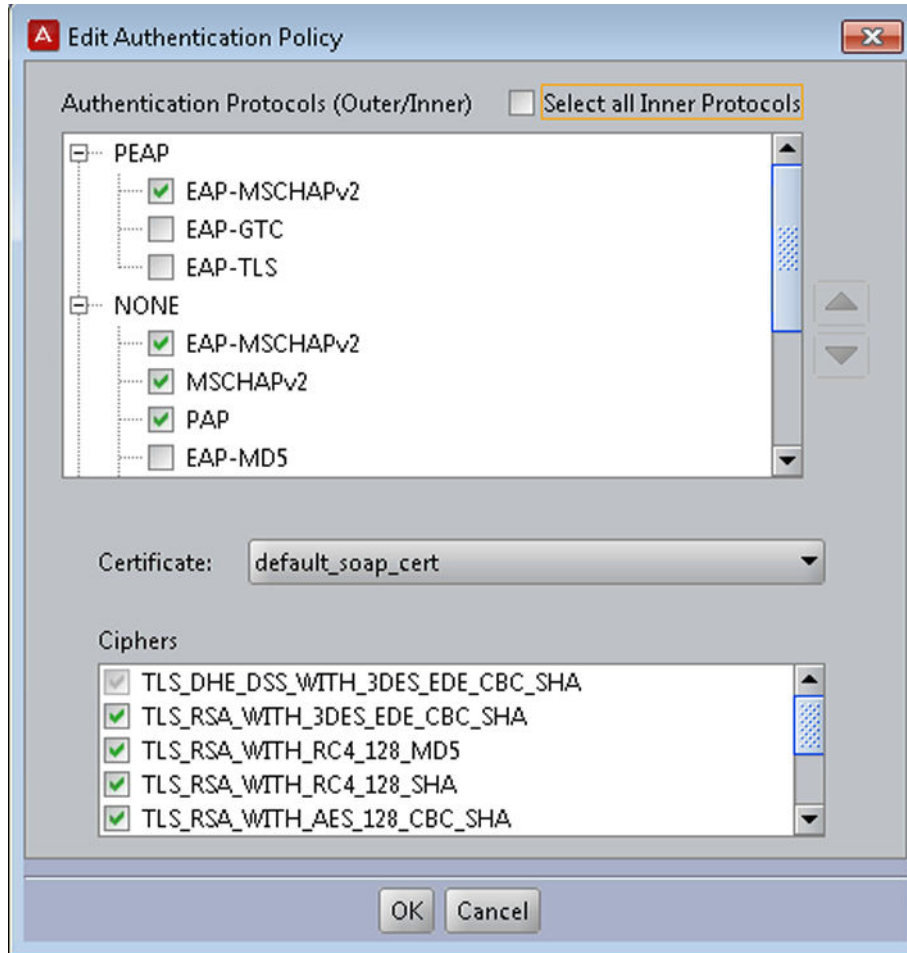 Edit Authentication Policy
Authentication Protocols (Outer/Inner) Select all Inner Protocols
PEAP
EAP-MSCHAPv2
EAP-GTC
EAP-TLS
NONE
EAP-MSCHAPv2
MSCHAPv2
PAP
EAP-MD5
Certificate: default_soap_cert
Ciphers
TLS_DHE_DSS_WITH_3DES_EDE_CBC_SHA
TLS_RSA_WITH_3DES_EDE_CBC_SHA
TLS_RSA_WITH_RC4_128_MD5
TLS_RSA_WITH_RC4_128_SHA
TLS_RSA_WITH_AES_128_CBC_SHA
OK Cancel